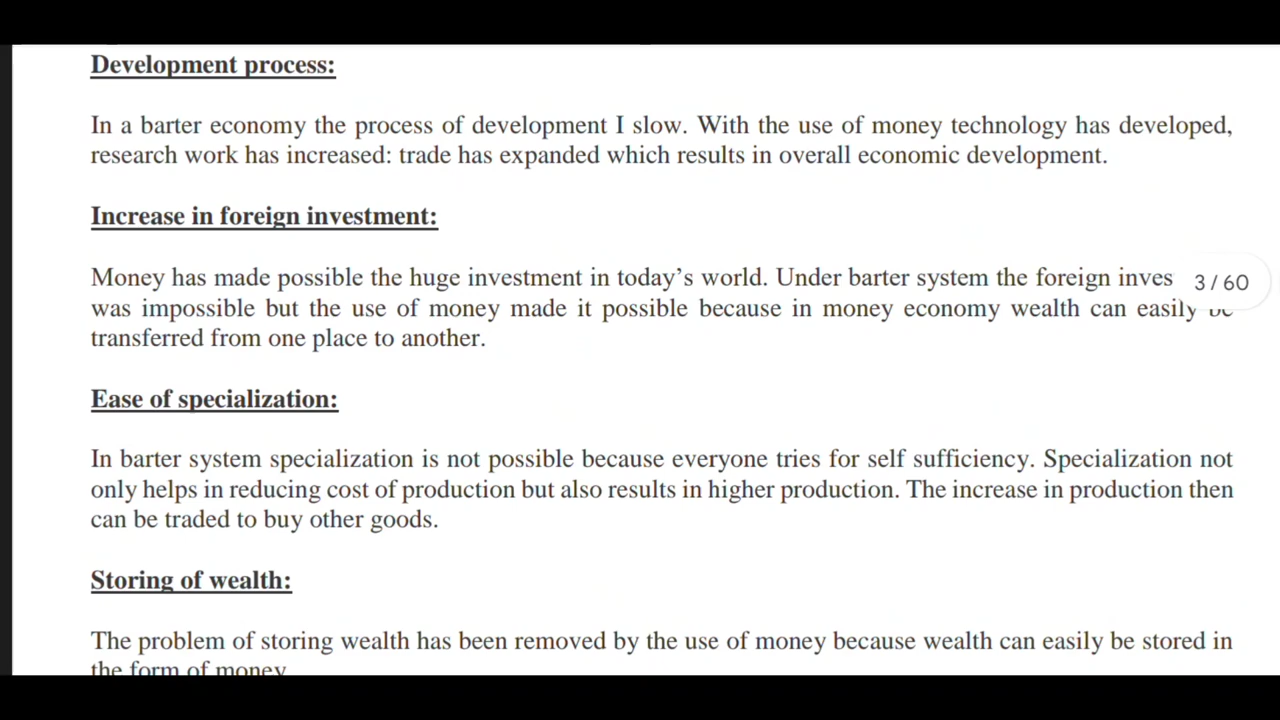 Development process:
In a barter economy the process of development I slow. With the use of money technology has developed,
research work has increased: trade has expanded which results in overall economic development.
Increase in foreign investment:
Money has made possible the huge investment in today's world. Under barter system the foreign inves
3 / 60
was impossible but the use of money made it possible because in money economy wealth can easily be
transferred from one place to another.
Ease of specialization:
In barter system specialization is not possible because everyone tries for self sufficiency. Specialization not
only helps in reducing cost of production but also results in higher production. The increase in production then
can be traded to buy other goods.
Storing of wealth:
The problem of storing wealth has been removed by the use of money because wealth can easily be stored in
the form of money